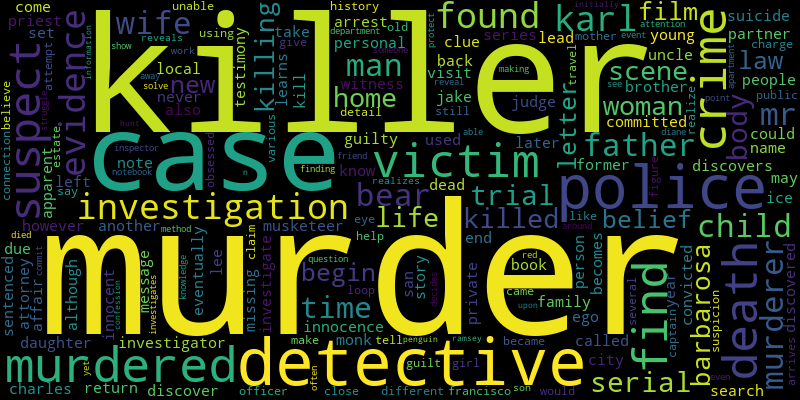 come
priest
set
wife
unable
using
history
arrest
old
personal
department
someone
found
clue
series
karl
film
lead
young
suicide
partner
charge
murdered
murder
killer
killing
testimony
reveals
show
work
away
solve
hunt
local
new
never
also
attempt
struggle
information
take
give
learns
kill
man
home
detail
witness
jake
still
back
visit
protect
reveal
judge
making
uncle
mother
event
attention
brother
scene
woman
committed
travel
crime
law
people
public
apartment
mr
could
name
body
realize
diane
see
point
evidence
suspect
believe
connection
apparent
estate
left
say
note
inspector
notebook
obsessed
various
case
finding
n
friend
guilty
know
realizes
used
able
later
victim
letter
father
figure
former
discovers
may
ice
around
police
like
belief
child
dead
bear
trial
life
killed
eye
help
end
investigation
however
another
musketeer
died
due
sentenced
attorney
affair
commit
although
innocent
message
confession
investigates
method
knowledge
eventually
lee
missing
claim
investigate
begin
question
time
innocence
loop
san
story
decides
private
red
book
came
upon
family
person
becomes
ego
called
city
find
several
convicted
captain
year
suspicion
barbarosa
death
murderer
arrives
discovered
daughter
investigator
make
monk
tell
penguin
ramsey
became
initially
yet
detective
guilt
girl
serial
even
search
charles
return
discover
officer
often
close
different
francisco
son
would